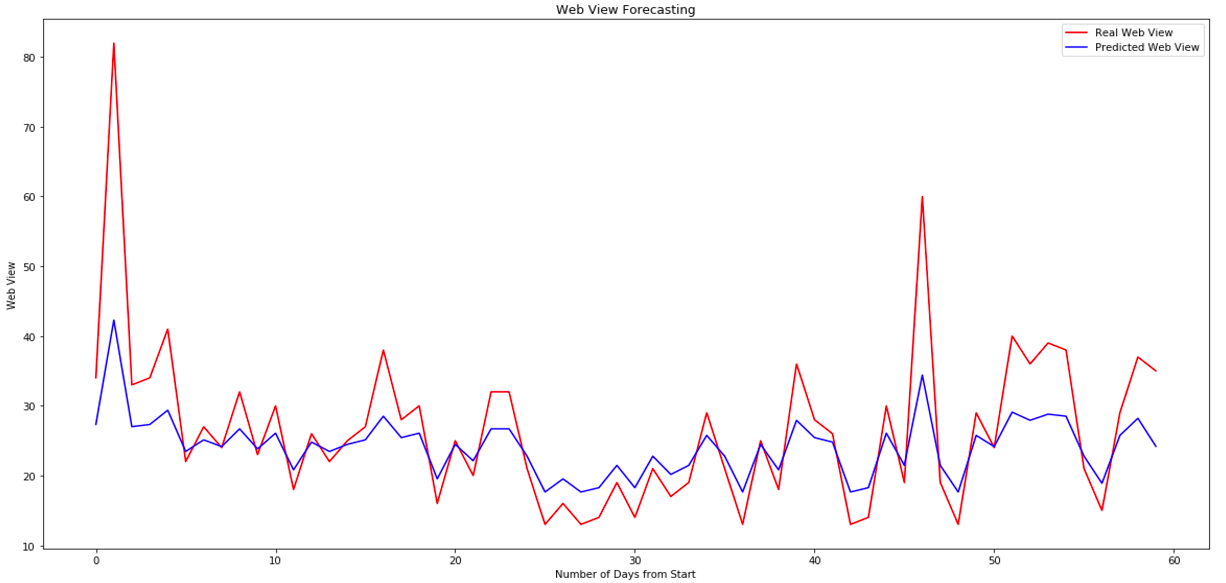 Web View Forecasting
Real Web View
Predicted Web View
Web View
80
70
60
50
40
30
20
10
0 10 20 30 40 50 60
Number of Days from Start